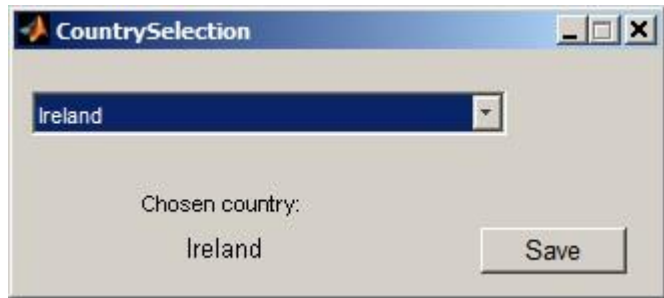 CountrySelection
Ireland
Chosen country:
Ireland
Save